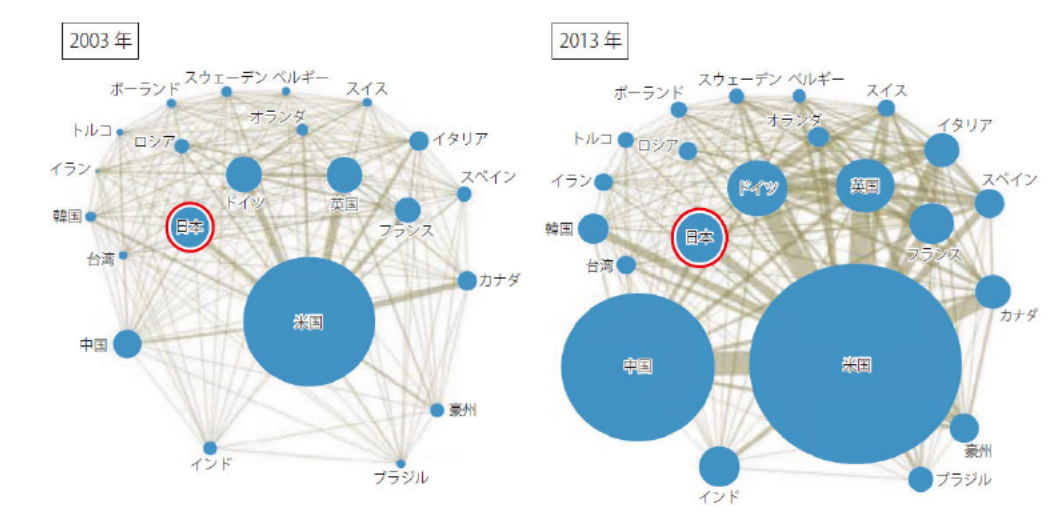 2003 年
スウェーデン ベルギー
ポーランド
スイス
オランダ
トルコ
ロシア
イタリア
イラン
スペイン
ドイツ
英国
韓国
日本
フランス
台湾
カナダ
米国
中国
豪州
インド
ブラジル
2013 年
スウェーデン ベルギー
ポーランド
スイス
オランダ
イタリア
トルコ
ロシア
イラン
スペイン
ドイツ
英国
韓国
日本
フランス
台湾
カナダ
中国
米国
豪州
ブラジル
インド